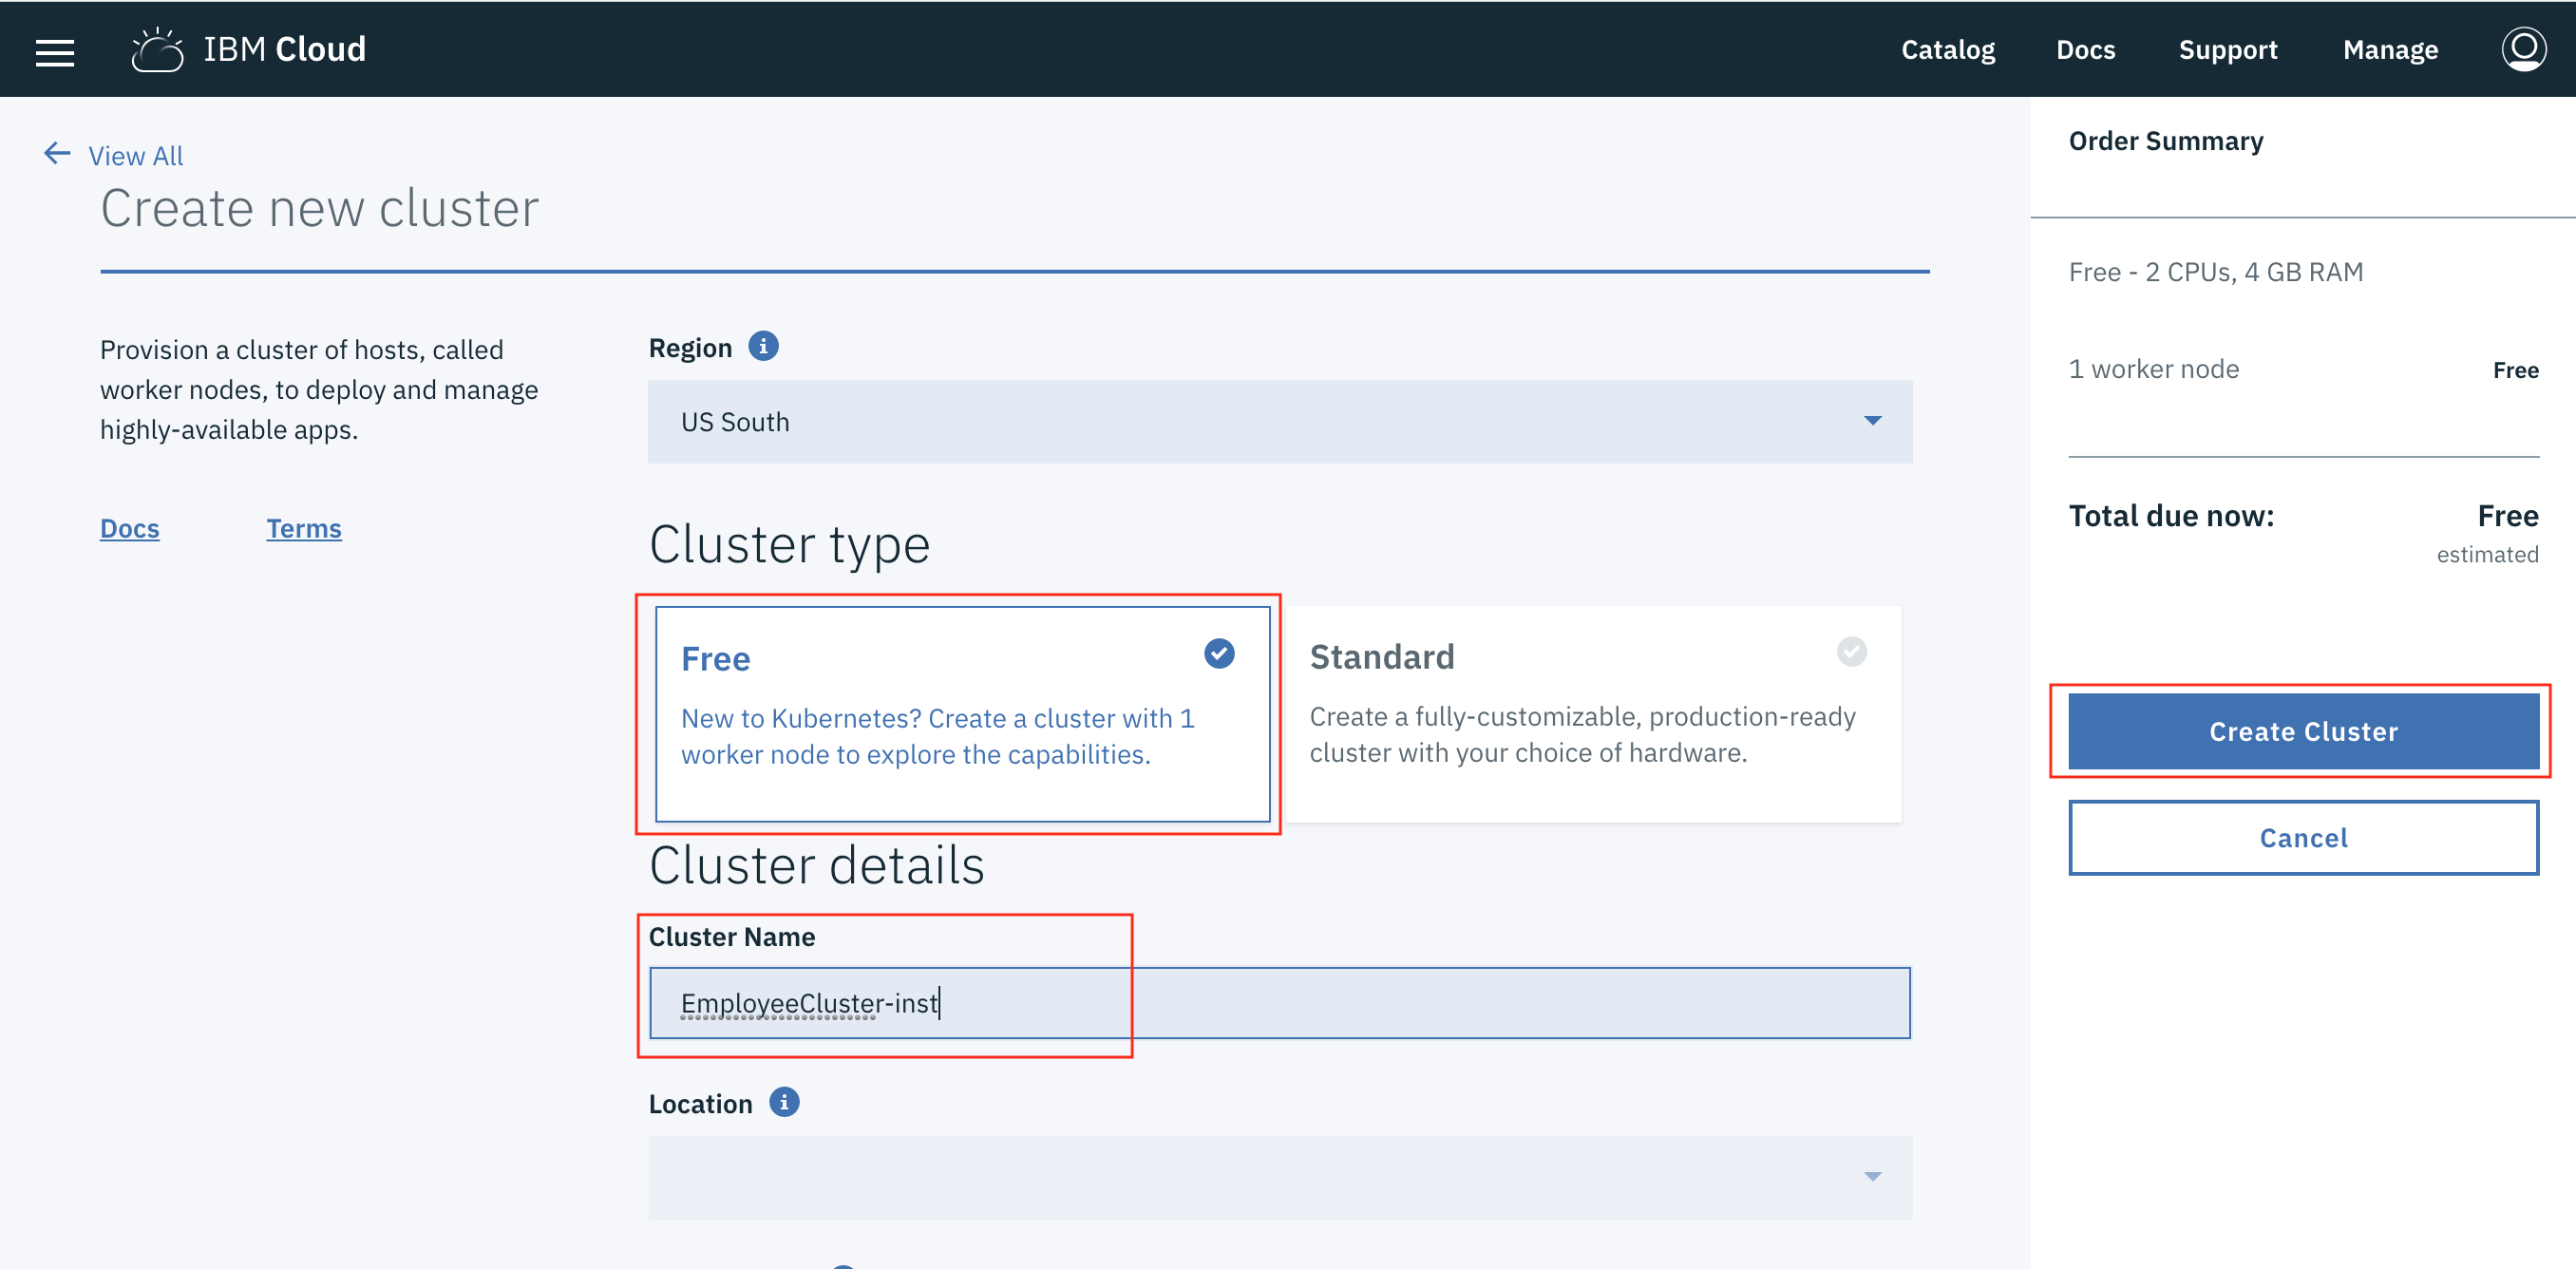 IBM Cloud
Catalog
Docs
Support
Manage
View All
Create new cluster
Provision a cluster of hosts, called
worker nodes, to deploy and manage
highly-available apps.
Docs
Terms
Region
US South
Cluster type
Free
New to Kubernetes? Create a cluster with 1
worker node to explore the capabilities.
Standard
Create a fully-customizable, production-ready
cluster with your choice of hardware.
Cluster details
Cluster Name
EmployeeCluster-inst
Location
Order Summary
Free - 2 CPUs, 4 GB RAM
1 worker node Free
Total due now: Free
estimated
Create Cluster
Cancel